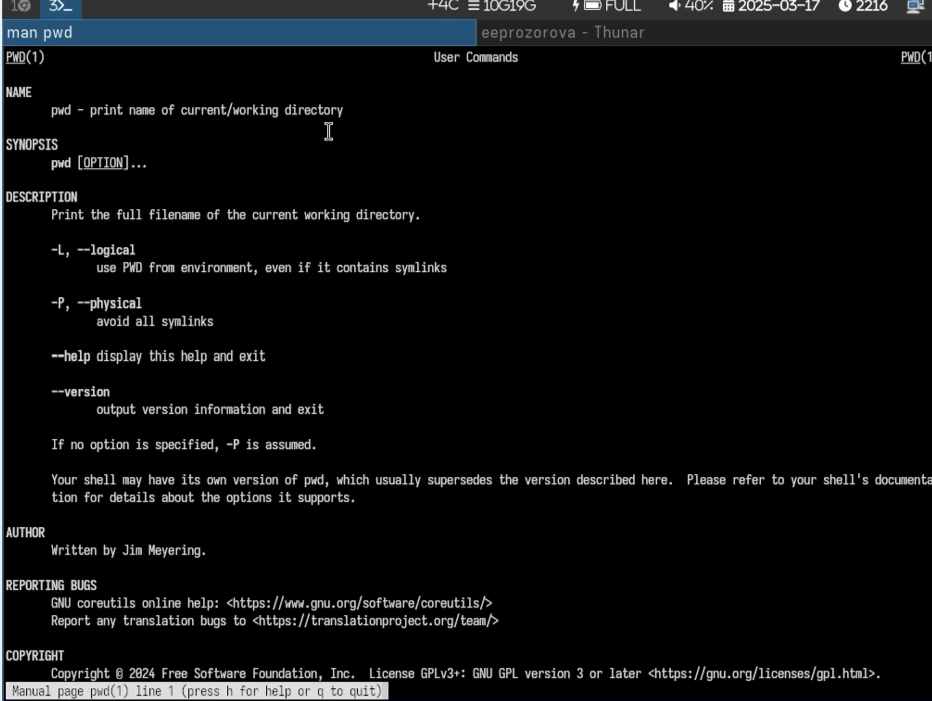 1
3>_
+4C
10G19G
FULL
40%
2025-03-17
2216
man pwd
eeprozorova - Thunar
PWD(1) User Commands PWD(1
NAME
pwd - print name of current/working directory
SYNOPSIS
pwd [OPTION]...
DESCRIPTION
Print the full filename of the current working directory.
-L, --logical
use PWD from environment, even if it contains symlinks
-P, --physical
avoid all symlinks
--help display this help and exit
--version
output version information and exit
If no option is specified, -P is assumed.
Your shell may have its own version of pwd, which usually supersedes the version described here. Please refer to your shell's documenta
tion for details about the options it supports.
AUTHOR
Written by Jim Meyering.
REPORTING BUGS
GNU coreutils online help: <https://www.gnu.org/software/coreutils/>
Report any translation bugs to <https://translationproject.org/team/>
COPYRIGHT
Copyright © 2024 Free Software Foundation, Inc. License GPLv3+: GNU GPL version 3 or later <https://gnu.org/licenses/gpl.html>.
Manual page pwd(1) line 1 (press h for help or q to quit)